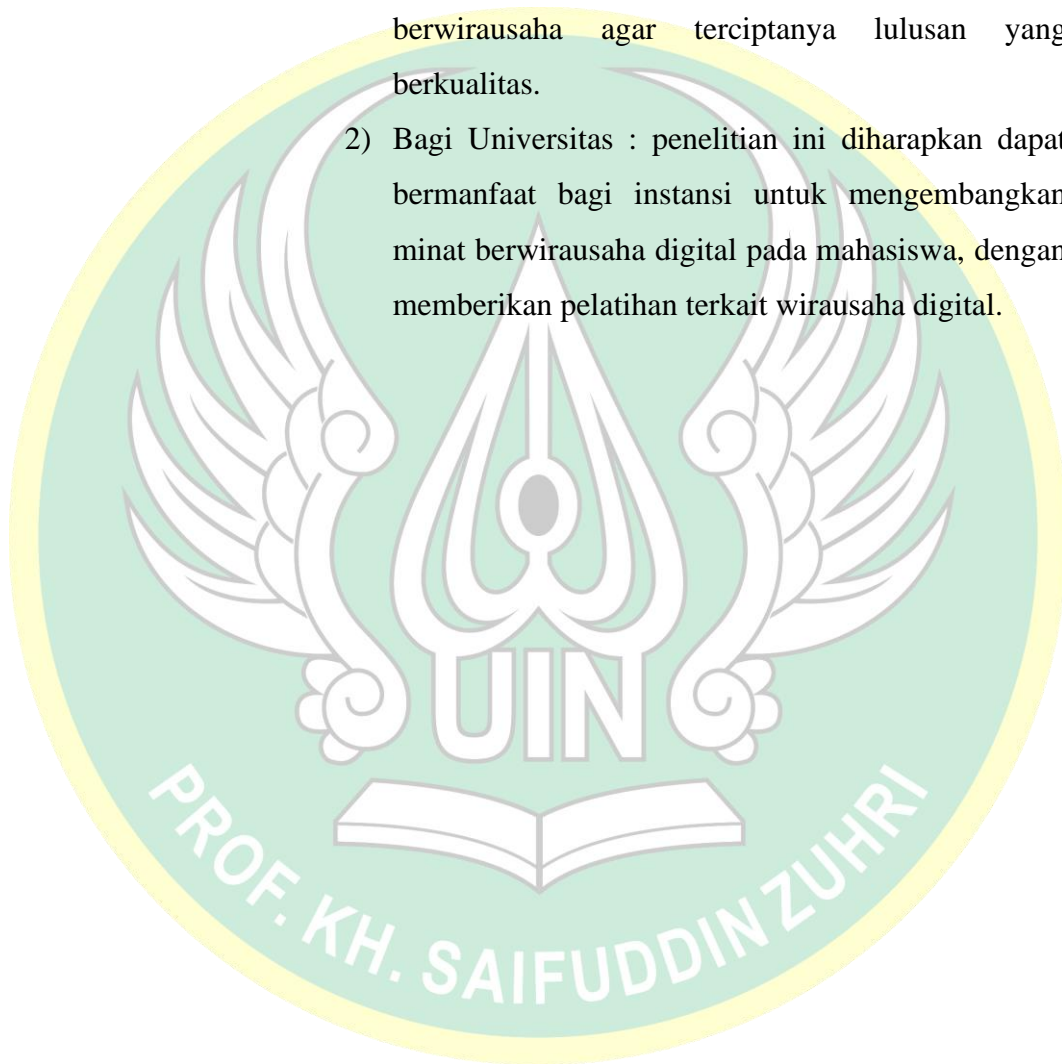 berwirausaha agar terciptanya lulusan yang
berkualitas.
2) Bagi Universitas : penelitian ini diharapkan dapat
bermanfaat bagi instansi untuk mengembangkan
minat berwirausaha digital pada mahasiswa, dengan
memberikan pelatihan terkait wirausaha digital.
UIN
PROF. KH. SAIFUDDIN ZUHRI